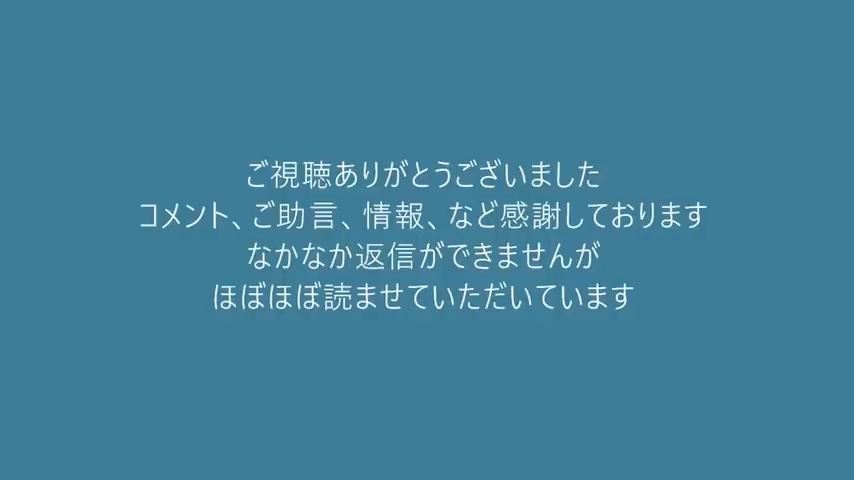 ご視聴ありがとうございました
コメント、ご助言、情報、など感謝しております
なかなか返信ができませんが
ほぼほぼ読ませていただいています